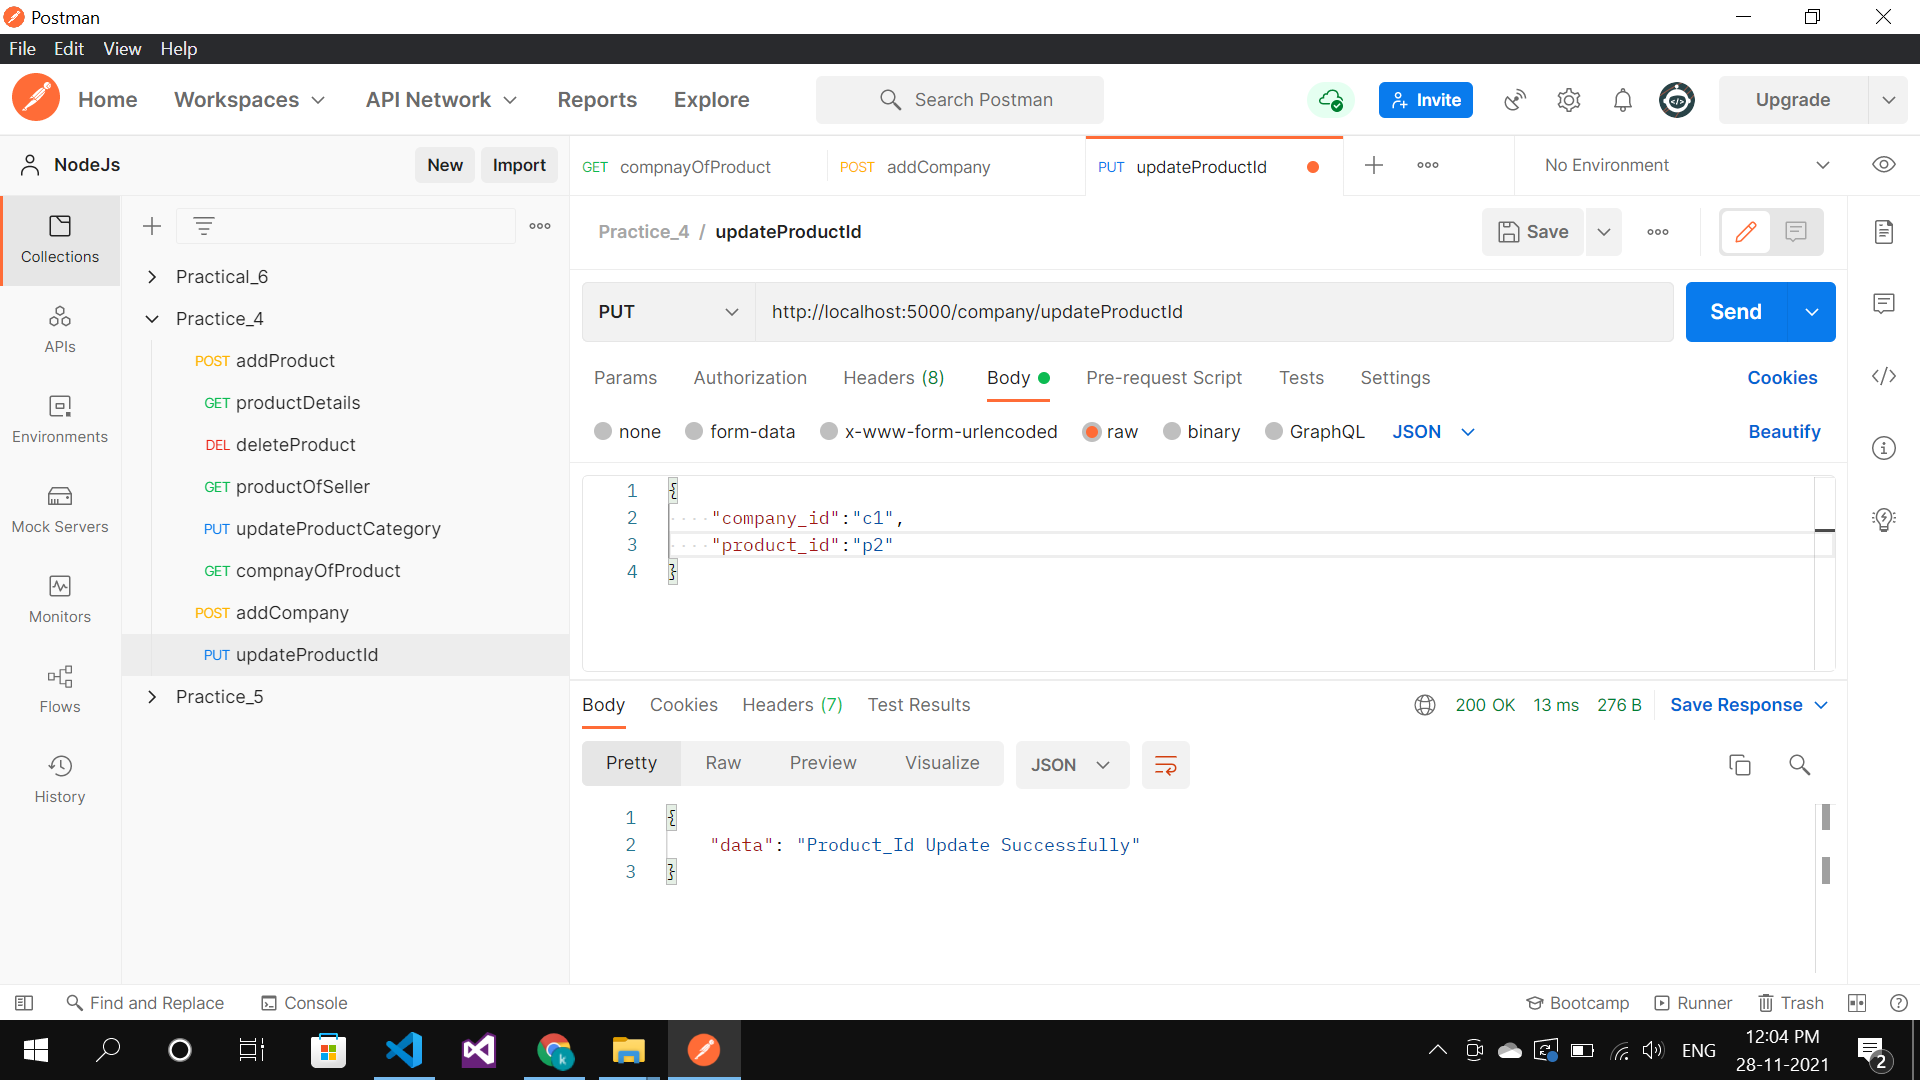 Postman
File Edit View Help
Home Workspaces API Network Reports Explore Search Postman Invite Upgrade
NodeJs New Import GET compnayOfProduct POST addCompany PUT updateProductId No Environment
Practice_4 / updateProductId Save
Collections
Practical_6
Practice_4
POST addProduct
GET productDetails
DEL deleteProduct
GET productOfSeller
PUT updateProductCategory
GET compnayOfProduct
POST addCompany
PUT updateProductId
Practice_5
APIs
Environments
Mock Servers
Monitors
Flows
History
PUT http://localhost:5000/company/updateProductId Send
Params Authorization Headers (8) Body Pre-request Script Tests Settings Cookies
none form-data x-www-form-urlencoded raw binary GraphQL JSON Beautify
1 {
2 "company_id":"c1",
3 "product_id":"p2"
4 }
Body Cookies Headers (7) Test Results 200 OK 13 ms 276 B Save Response
Pretty Raw Preview Visualize JSON
1 {
2 "data": "Product_Id Update Successfully"
3 }
Find and Replace Console Bootcamp Runner Trash
k ENG 12:04 PM
28-11-2021 2